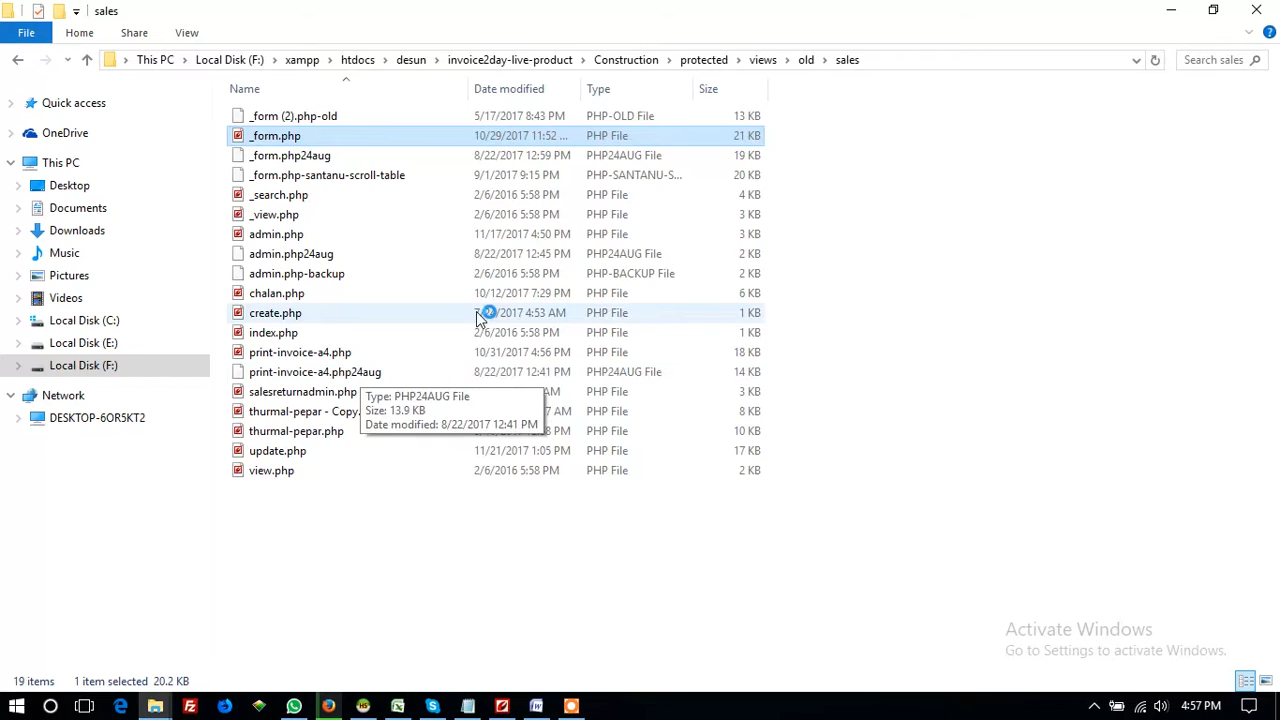 sales
File Home Share View
This PC Local Disk (F:) xampp htdocs desun invoice2day-live-product Construction protected views old sales Search sales
Name Date modified Type Size
Quick access
OneDrive
This PC
Desktop
Documents
Downloads
Music
Pictures
Videos
Local Disk (C:)
Local Disk (E:)
Local Disk (F:)
Network
DESKTOP-6OR5KT2
_form (2).php-old 5/17/2017 8:43 PM PHP-OLD File 13 KB
_form.php 10/29/2017 11:52 ... PHP File 21 KB
_form.php24aug 8/22/2017 12:59 PM PHP24AUG File 19 KB
_form.php-santanu-scroll-table 9/1/2017 9:15 PM PHP-SANTANU-S... 20 KB
_search.php 2/6/2016 5:58 PM PHP File 4 KB
_view.php 2/6/2016 5:58 PM PHP File 3 KB
admin.php 11/17/2017 4:50 PM PHP File 3 KB
admin.php24aug 8/22/2017 12:45 PM PHP24AUG File 2 KB
admin.php-backup 2/6/2016 5:58 PM PHP-BACKUP File 2 KB
chalan.php 10/12/2017 7:29 PM PHP File 6 KB
create.php /2017 4:53 AM PHP File 1 KB
index.php 2/6/2016 5:58 PM PHP File 1 KB
print-invoice-a4.php 10/31/2017 4:56 PM PHP File 18 KB
print-invoice-a4.php24aug 8/22/2017 12:41 PM PHP24AUG File 14 KB
salesreturnadmin.php AM PHP File 3 KB
thurmal-pepar - Copy. AM PHP File 8 KB
thurmal-pepar.php PHP File 10 KB
update.php 11/21/2017 1:05 PM PHP File 17 KB
view.php 2/6/2016 5:58 PM PHP File 2 KB
Type: PHP24AUG File
Size: 13.9 KB
Date modified: 8/22/2017 12:41 PM
Activate Windows
Go to Settings to activate Windows.
19 items 1 item selected 20.2 KB
4:57 PM